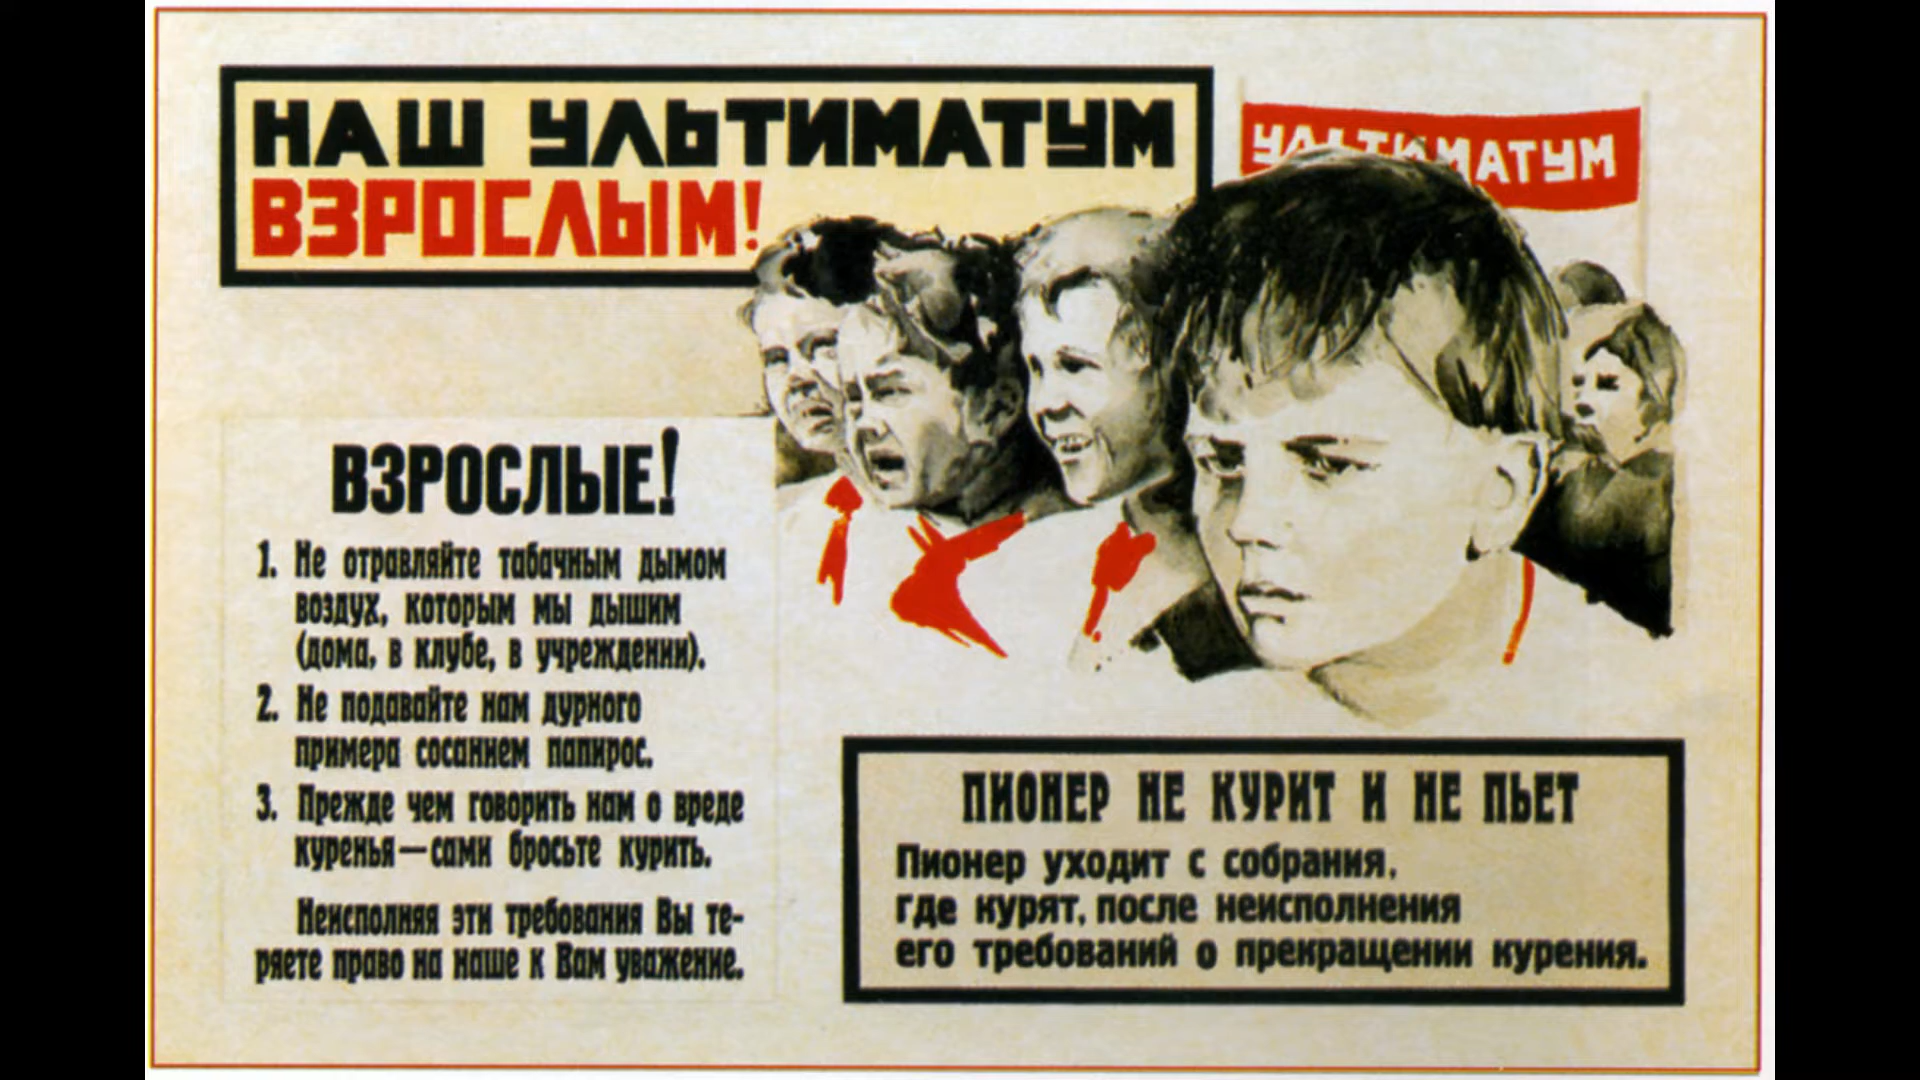 НАШ УЛЬТИМАТУМ
ВЗРОСЛЫМ!
УЛЬТИМАТУМ
ВЗРОСЛЫЕ!
1. Не отравляйте табачным дымом
воздух, которым мы дышим
(дома, в клубе, в учреждении).
2. Не подавайте нам дурного
примера сосанием папирос.
3. Прежде чем говорить нам о вреде
куренья—сами бросьте курить.
Неисполняя эти требования Вы те-
ряете право на наше к Вам уважение.
ПИОНЕР НЕ КУРИТ И НЕ ПЬЕТ
Пионер уходит с собрания,
где курят, после неисполнения
его требований о прекращении курения.